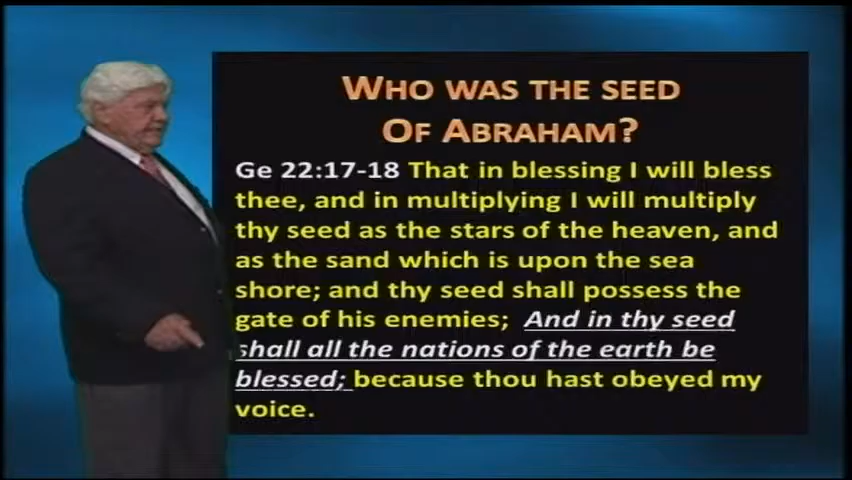 WHO WAS THE SEED
OF ABRAHAM?
Ge 22:17-18 That in blessing I will bless
thee, and in multiplying I will multiply
thy seed as the stars of the heaven, and
as the sand which is upon the sea
shore; and thy seed shall possess the
gate of his enemies; And in thy seed
shall all the nations of the earth be
blessed; because thou hast obeyed my
voice.